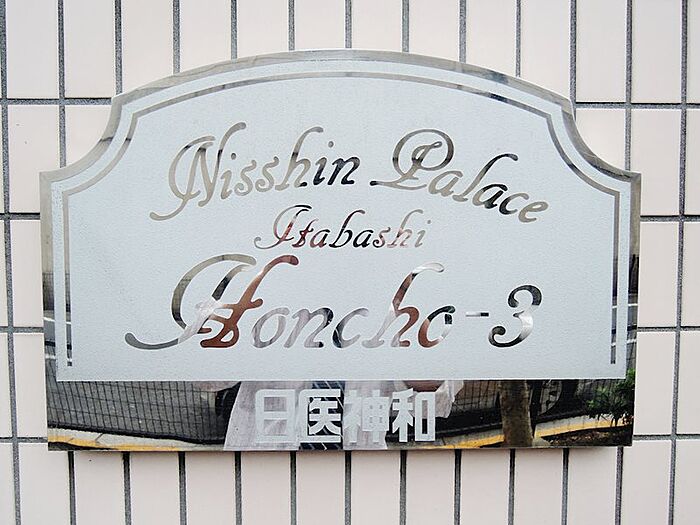 Nisshin Palace
Itabashi
Honcho-3
日医神和